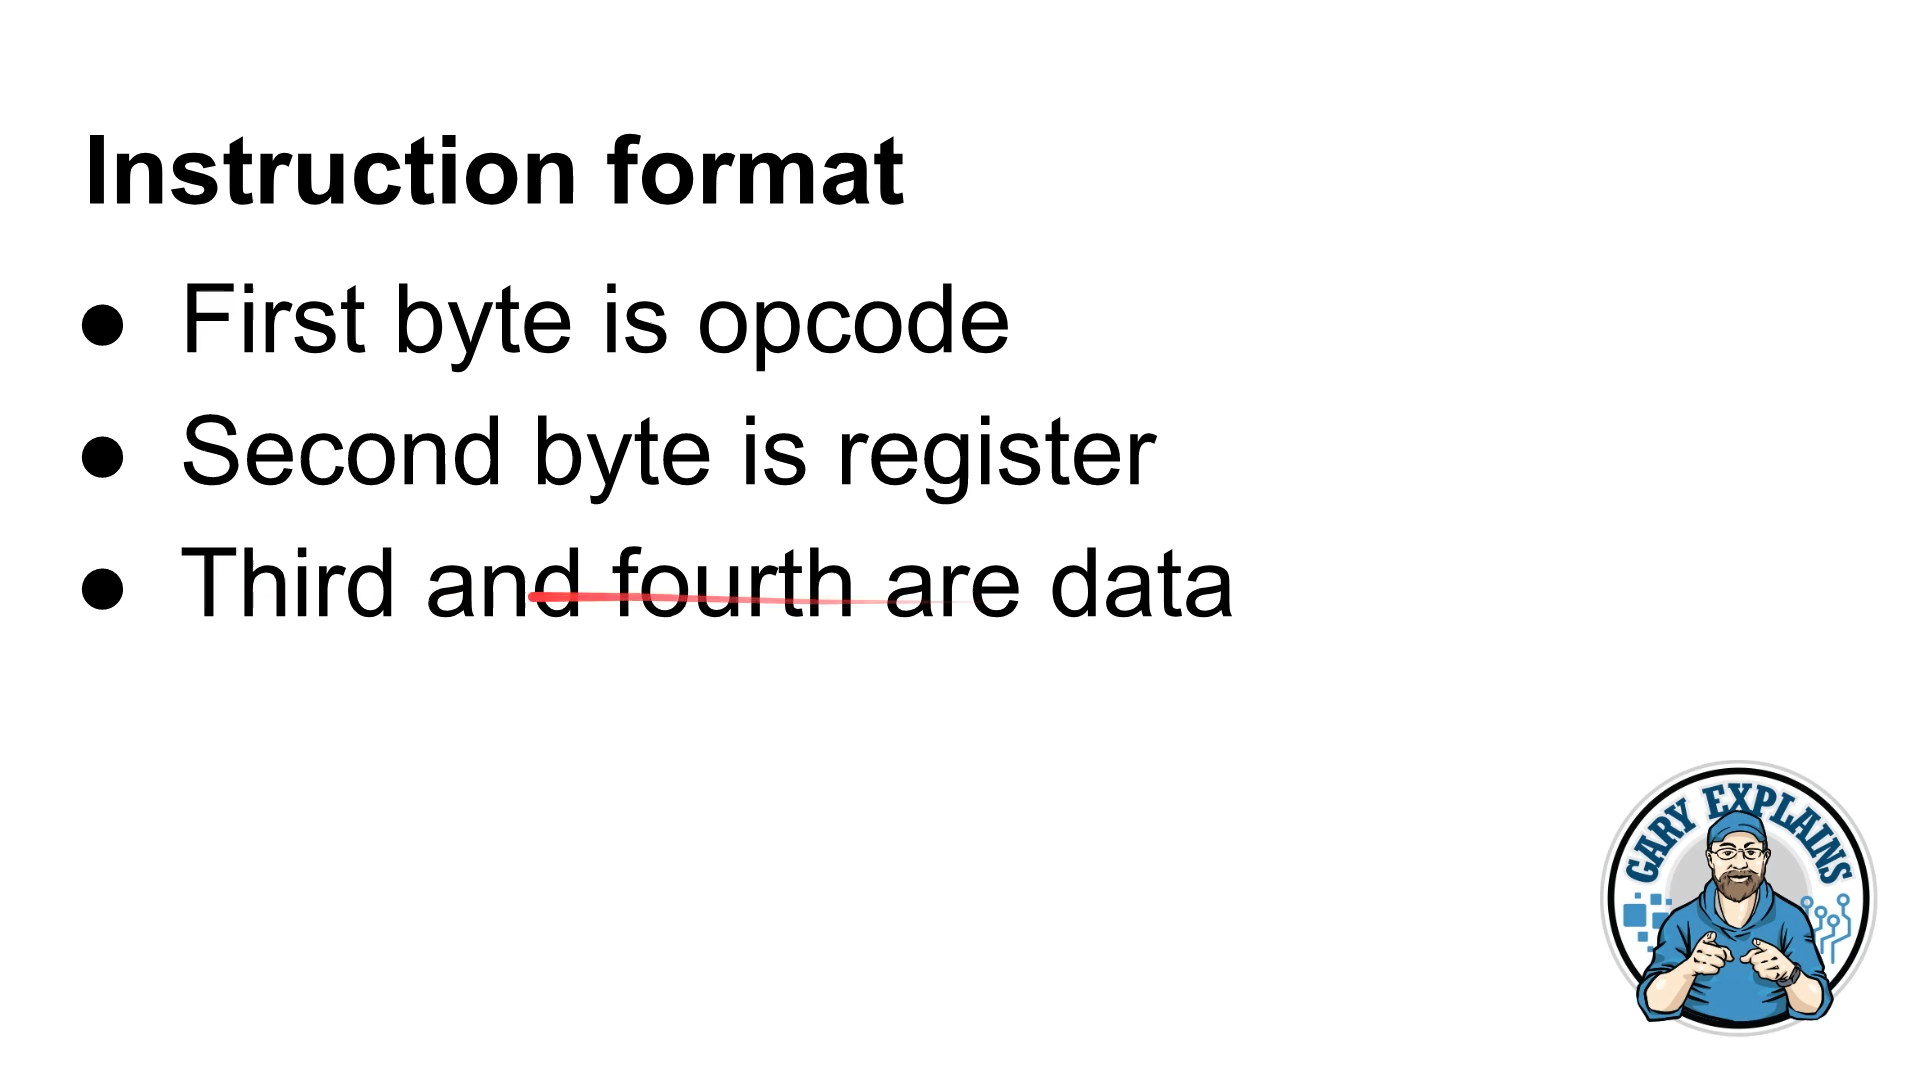 Instruction format
● First byte is opcode
● Second byte is register
● Third and fourth are data
GARY EXPLAINS